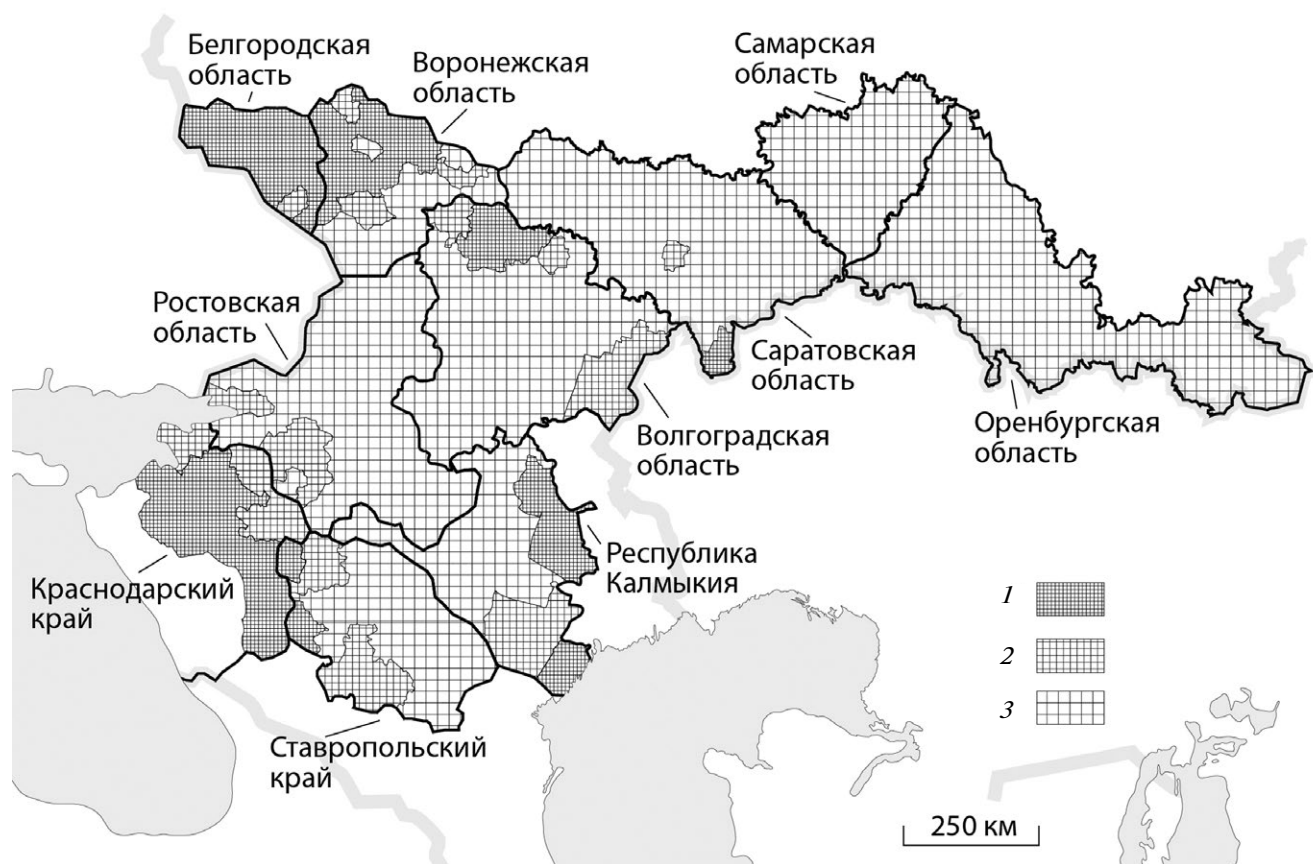 Белгородская
область
Воронежская
область
Самарская
область
Ростовская
область
Саратовская
область
Волгоградская
область
Оренбургская
область
Республика
Калмыкия
Краснодарский
край
Ставропольский
край
1
2
3
250 км